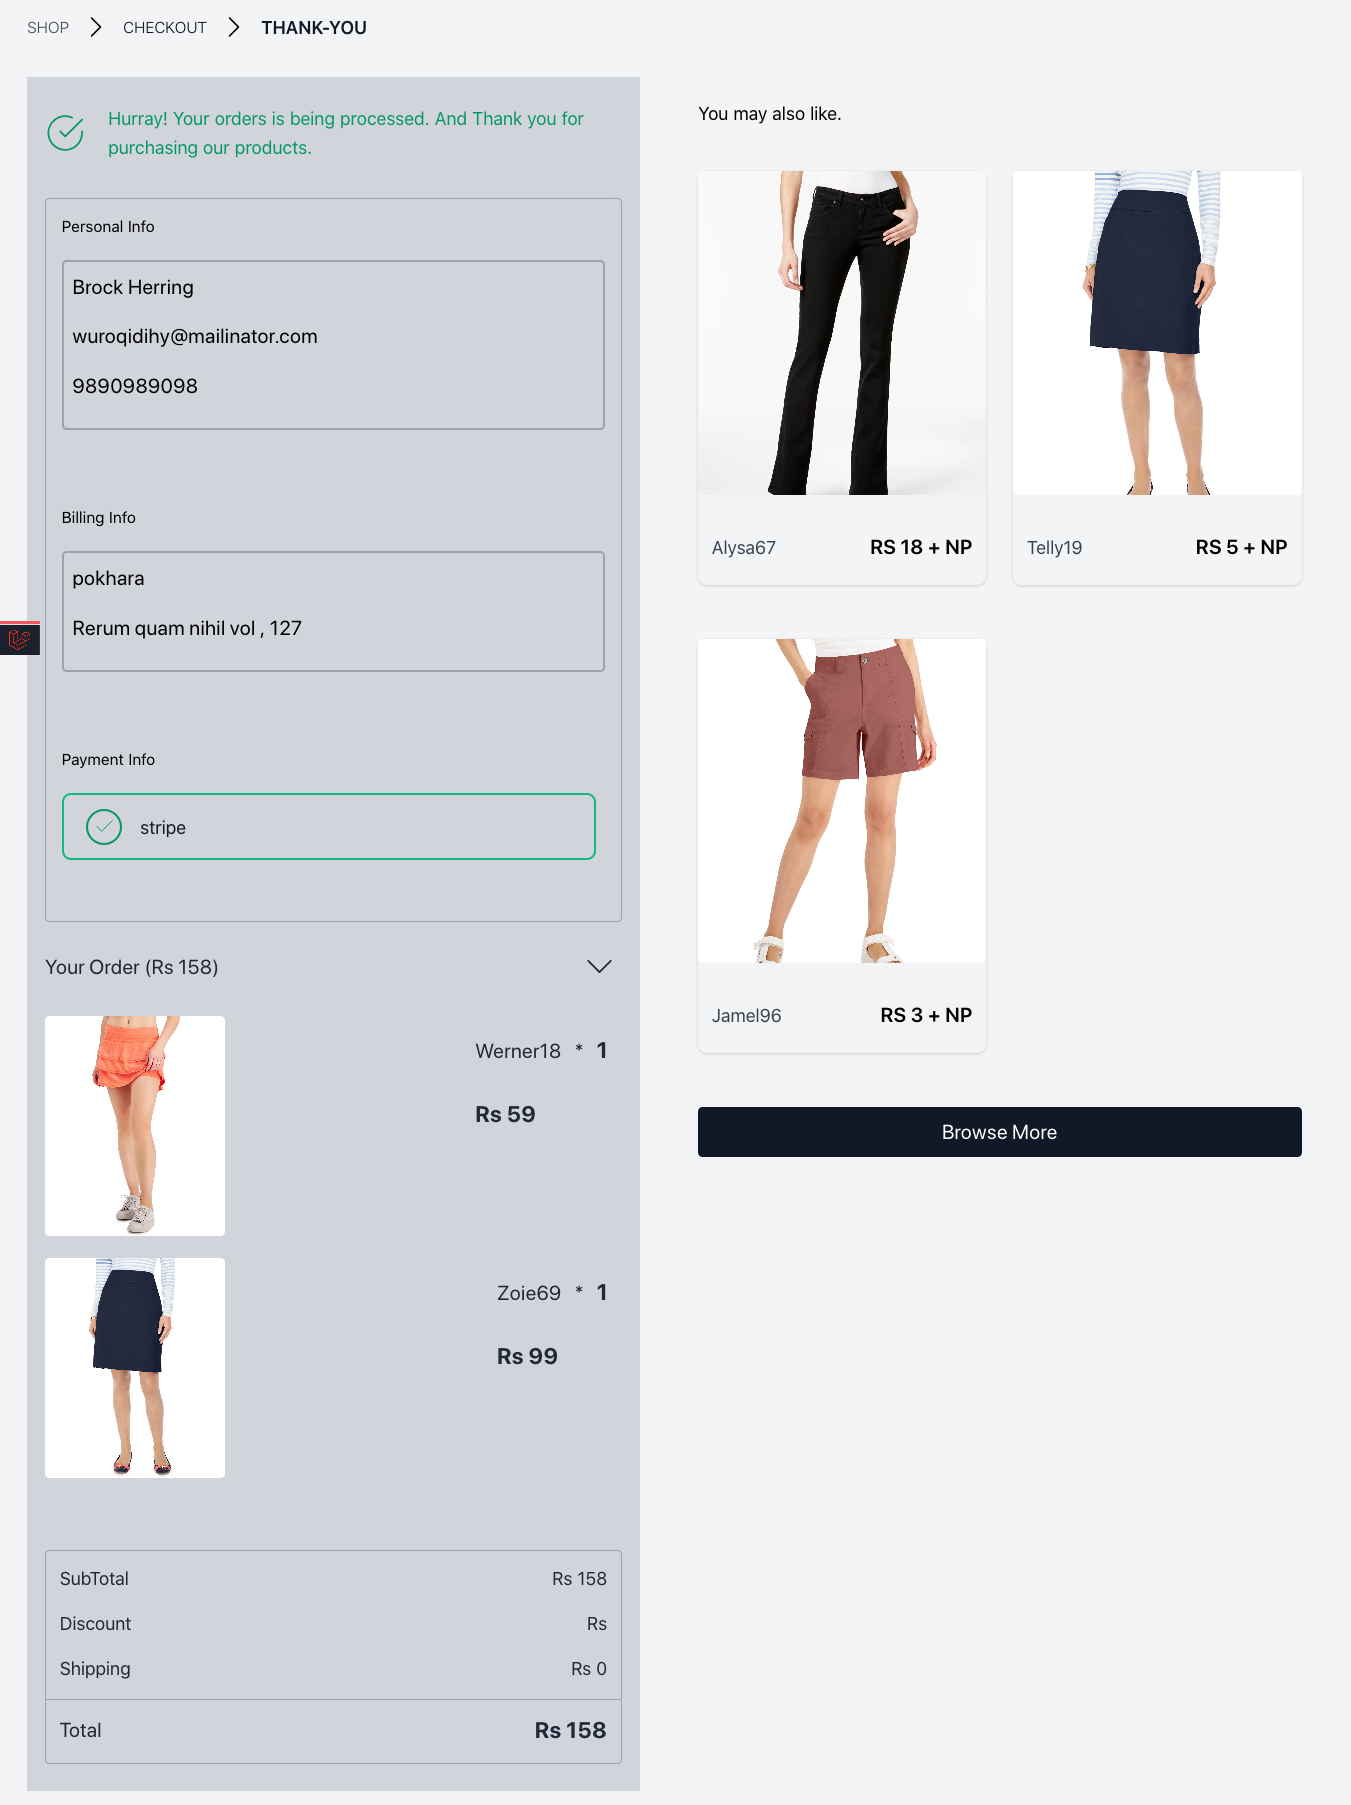 SHOP
CHECKOUT
THANK-YOU
Hurray! Your orders is being processed. And Thank you for
purchasing our products.
Personal Info
Brock Herring
wuroqidihy@mailinator.com
9890989098
Billing Info
pokhara
Rerum quam nihil vol , 127
Payment Info
stripe
Your Order (Rs 158)
Werner18 * 1
Rs 59
Zoie69 * 1
Rs 99
SubTotal Rs 158
Discount Rs
Shipping Rs 0
Total Rs 158
You may also like.
Alysa67 RS 18 + NP
Telly19 RS 5 + NP
Jamel96 RS 3 + NP
Browse More